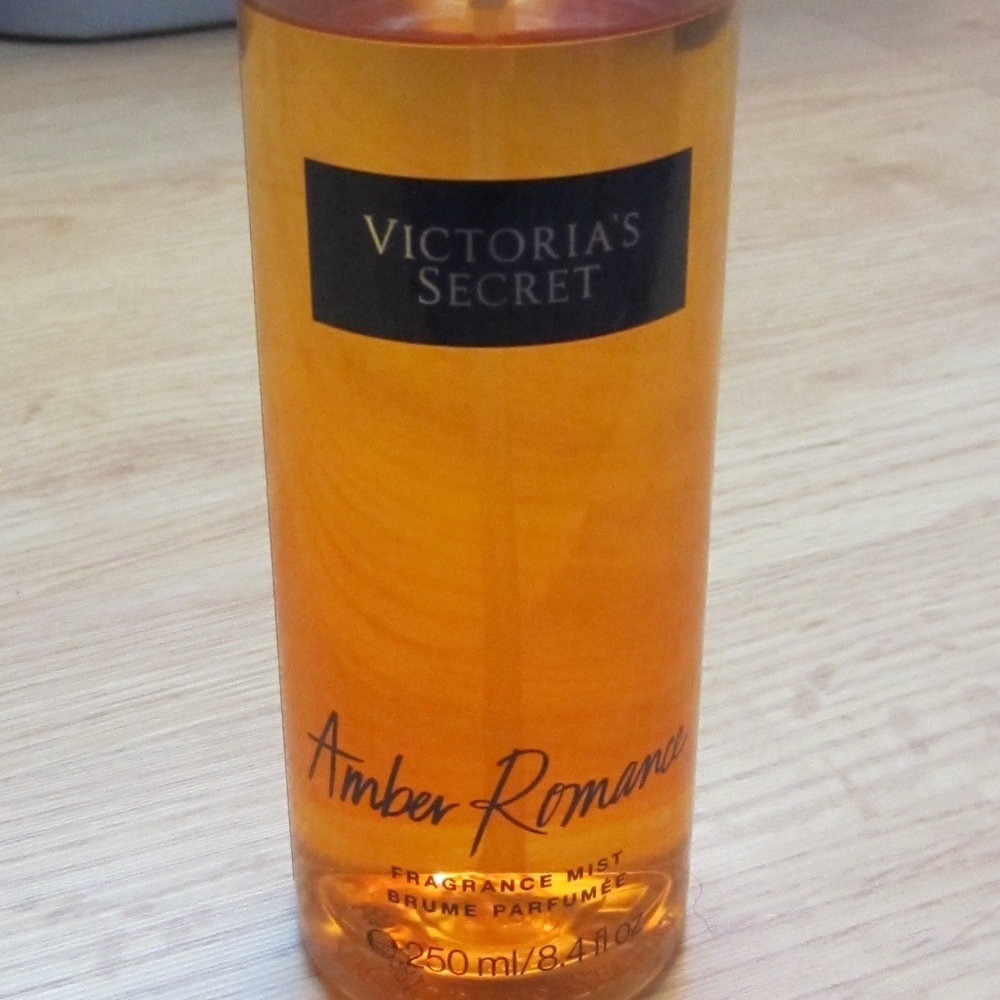 VICTORIA'S
SECRET
Amber Romance
FRAGRANCE MIST
BRUME PARFUMÉE
℮ 250 ml/8.4 fl oz